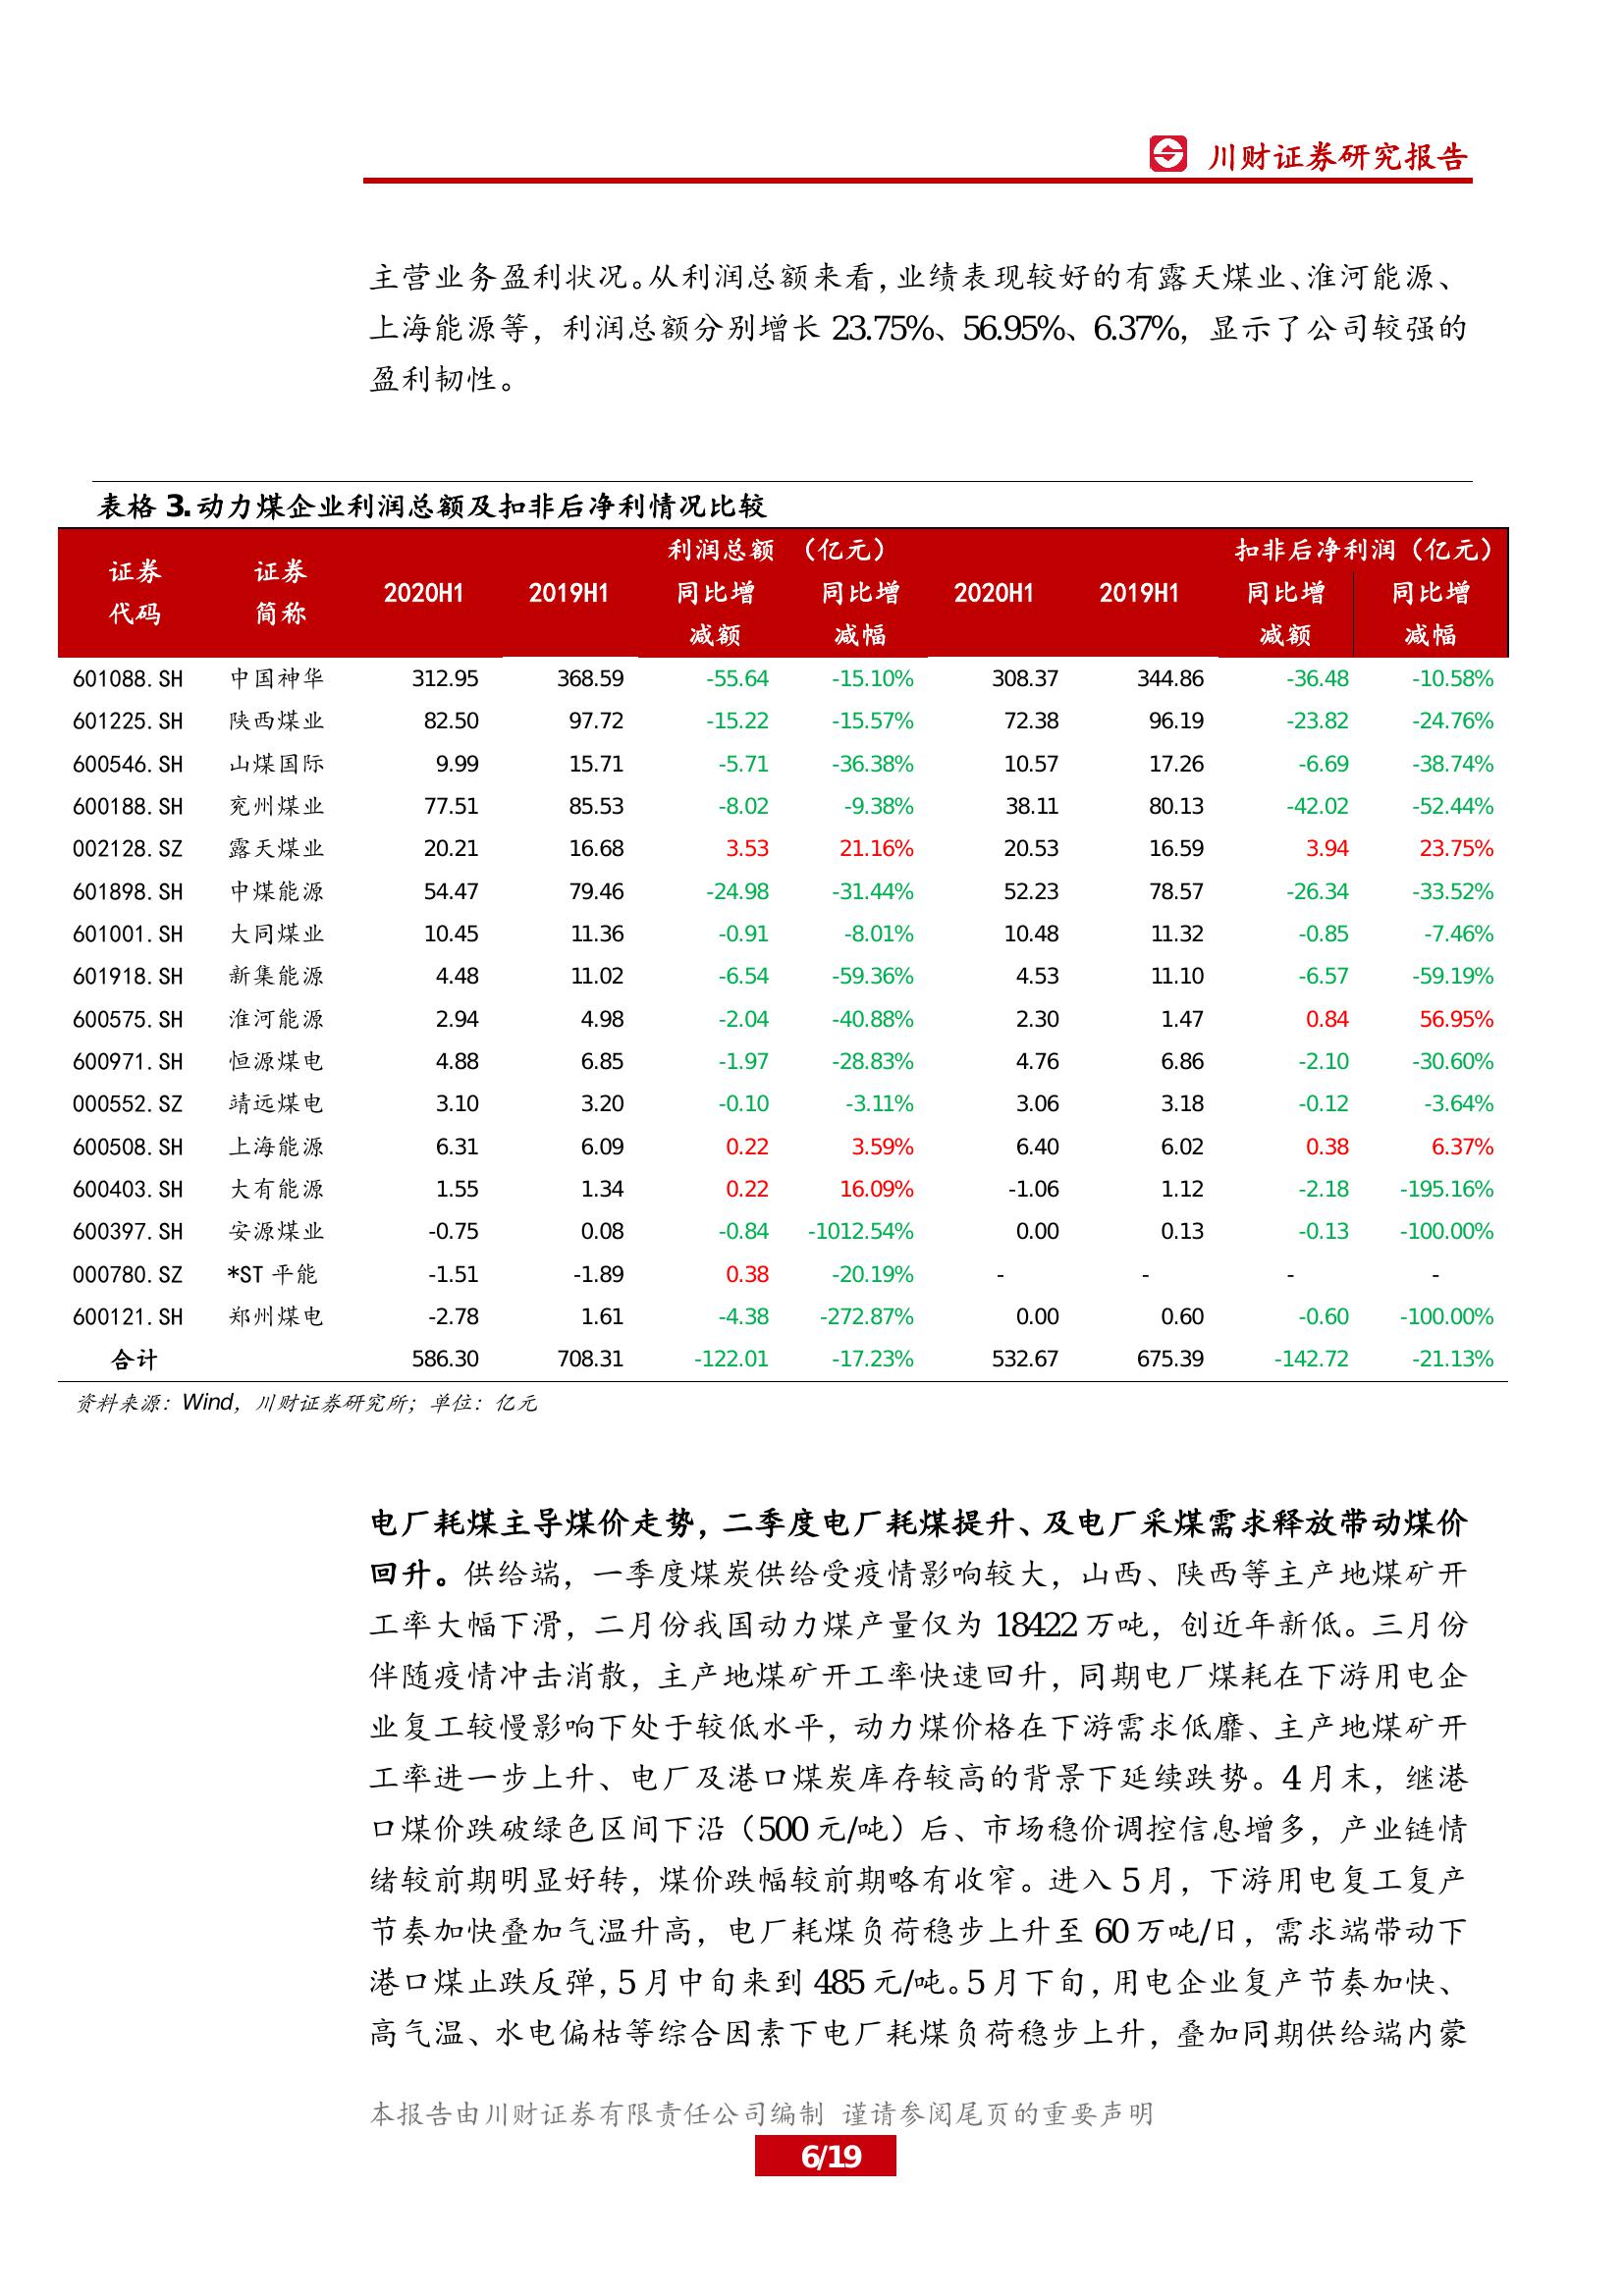 川财证券研究报告
主营业务盈利状况。从利润总额来看，业绩表现较好的有露天煤业、淮河能源、
上海能源等，利润总额分别增长 23.75%、56.95%、6.37%，显示了公司较强的
盈利韧性。
表格 3.动力煤企业利润总额及扣非后净利情况比较
利润总额 （亿元） 扣非后净利润（亿元）
证券代码 证券简称 2020H1 2019H1 同比增减额 同比增减幅 2020H1 2019H1 同比增减额 同比增减幅
601088.SH 中国神华 312.95 368.59 -55.64 -15.10% 308.37 344.86 -36.48 -10.58%
601225.SH 陕西煤业 82.50 97.72 -15.22 -15.57% 72.38 96.19 -23.82 -24.76%
600546.SH 山煤国际 9.99 15.71 -5.71 -36.38% 10.57 17.26 -6.69 -38.74%
600188.SH 兖州煤业 77.51 85.53 -8.02 -9.38% 38.11 80.13 -42.02 -52.44%
002128.SZ 露天煤业 20.21 16.68 3.53 21.16% 20.53 16.59 3.94 23.75%
601898.SH 中煤能源 54.47 79.46 -24.98 -31.44% 52.23 78.57 -26.34 -33.52%
601001.SH 大同煤业 10.45 11.36 -0.91 -8.01% 10.48 11.32 -0.85 -7.46%
601918.SH 新集能源 4.48 11.02 -6.54 -59.36% 4.53 11.10 -6.57 -59.19%
600575.SH 淮河能源 2.94 4.98 -2.04 -40.88% 2.30 1.47 0.84 56.95%
600971.SH 恒源煤电 4.88 6.85 -1.97 -28.83% 4.76 6.86 -2.10 -30.60%
000552.SZ 靖远煤电 3.10 3.20 -0.10 -3.11% 3.06 3.18 -0.12 -3.64%
600508.SH 上海能源 6.31 6.09 0.22 3.59% 6.40 6.02 0.38 6.37%
600403.SH 大有能源 1.55 1.34 0.22 16.09% -1.06 1.12 -2.18 -195.16%
600397.SH 安源煤业 -0.75 0.08 -0.84 -1012.54% 0.00 0.13 -0.13 -100.00%
000780.SZ *ST 平能 -1.51 -1.89 0.38 -20.19% - - - -
600121.SH 郑州煤电 -2.78 1.61 -4.38 -272.87% 0.00 0.60 -0.60 -100.00%
合计 586.30 708.31 -122.01 -17.23% 532.67 675.39 -142.72 -21.13%
资料来源：Wind，川财证券研究所；单位：亿元
电厂耗煤主导煤价走势，二季度电厂耗煤提升、及电厂采煤需求释放带动煤价
回升。供给端，一季度煤炭供给受疫情影响较大，山西、陕西等主产地煤矿开
工率大幅下滑，二月份我国动力煤产量仅为 18422 万吨，创近年新低。三月份
伴随疫情冲击消散，主产地煤矿开工率快速回升，同期电厂煤耗在下游用电企
业复工较慢影响下处于较低水平，动力煤价格在下游需求低靡、主产地煤矿开
工率进一步上升、电厂及港口煤炭库存较高的背景下延续跌势。4 月末，继港
口煤价跌破绿色区间下沿（500 元/吨）后、市场稳价调控信息增多，产业链情
绪较前期明显好转，煤价跌幅较前期略有收窄。进入 5 月，下游用电复工复产
节奏加快叠加气温升高，电厂耗煤负荷稳步上升至 60 万吨/日，需求端带动下
港口煤止跌反弹，5 月中旬来到 485 元/吨。5 月下旬，用电企业复产节奏加快、
高气温、水电偏枯等综合因素下电厂耗煤负荷稳步上升，叠加同期供给端内蒙
本报告由川财证券有限责任公司编制 谨请参阅尾页的重要声明
6/19